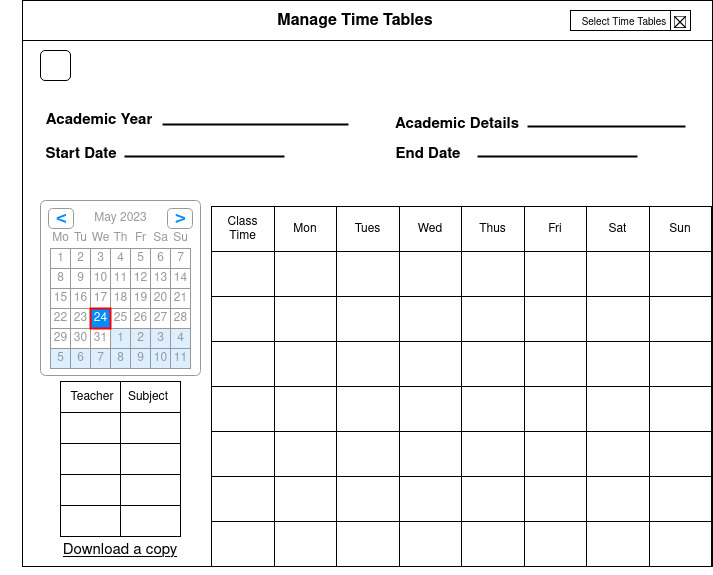 Manage Time Tables
Select Time Tables
Academic Year
Academic Details
Start Date
End Date
< May 2023 >
Mo Tu We Th Fr Sa Su
1 2 3 4 5 6 7
8 9 10 11 12 13 14
15 16 17 18 19 20 21
22 23 24 25 26 27 28
29 30 31 1 2 3 4
5 6 7 8 9 10 11
Class
Time
Mon Tues Wed Thus Fri Sat Sun
Teacher Subject
Download a copy